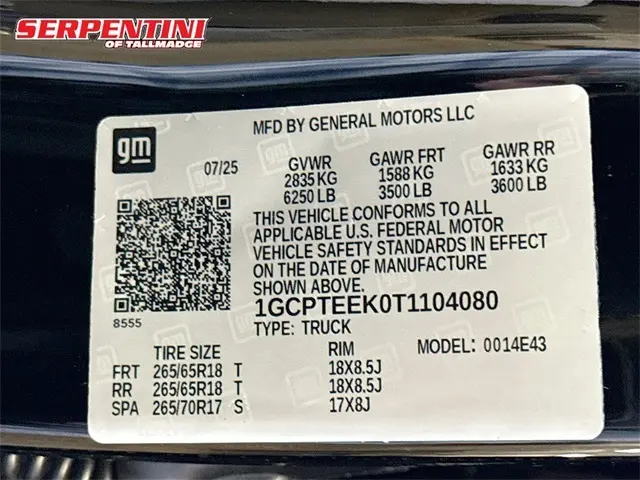 SERPENTINI
OF TALLMADGE
MFD BY GENERAL MOTORS LLC
gm
07/25 GVWR GAWR FRT GAWR RR
2835 KG 1588 KG 1633 KG
6250 LB 3500 LB 3600 LB
THIS VEHICLE CONFORMS TO ALL
APPLICABLE U.S. FEDERAL MOTOR
VEHICLE SAFETY STANDARDS IN EFFECT
ON THE DATE OF MANUFACTURE
SHOWN ABOVE.
8555
1GCPTEEK0T1104080
TYPE: TRUCK
TIRE SIZE RIM MODEL: 0014E43
FRT 265/65R18 T 18X8.5J
RR 265/65R18 T 18X8.5J
SPA 265/70R17 S 17X8J